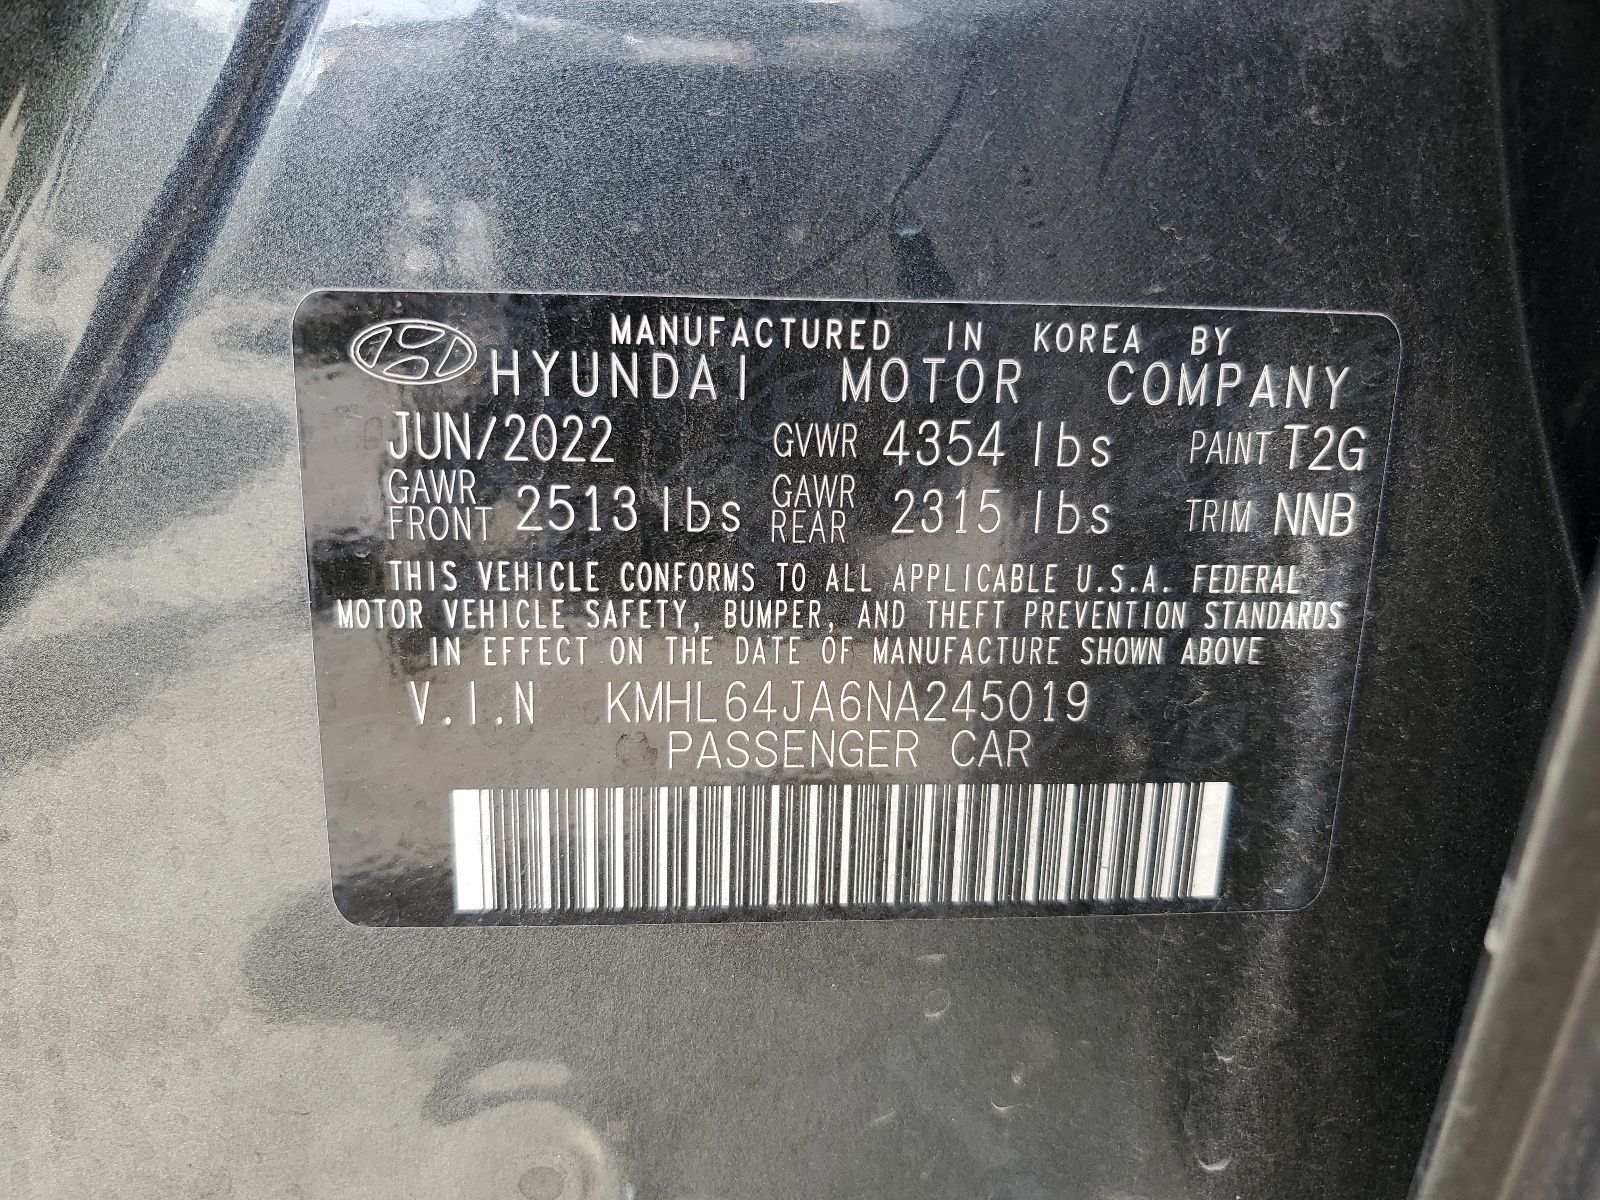 MANUFACTURED IN KOREA BY
HYUNDAI MOTOR COMPANY
JUN/2022 GVWR 4354 lbs PAINT T2G
GAWR FRONT 2513 lbs GAWR REAR 2315 lbs TRIM NNB
THIS VEHICLE CONFORMS TO ALL APPLICABLE U.S.A. FEDERAL
MOTOR VEHICLE SAFETY, BUMPER, AND THEFT PREVENTION STANDARDS
IN EFFECT ON THE DATE OF MANUFACTURE SHOWN ABOVE
V.I.N KMHL64JA6NA245019
PASSENGER CAR